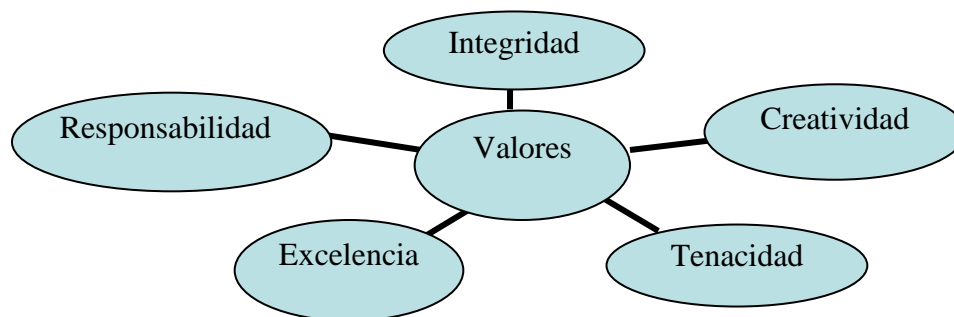 Integridad
Responsabilidad
Valores
Creatividad
Excelencia
Tenacidad